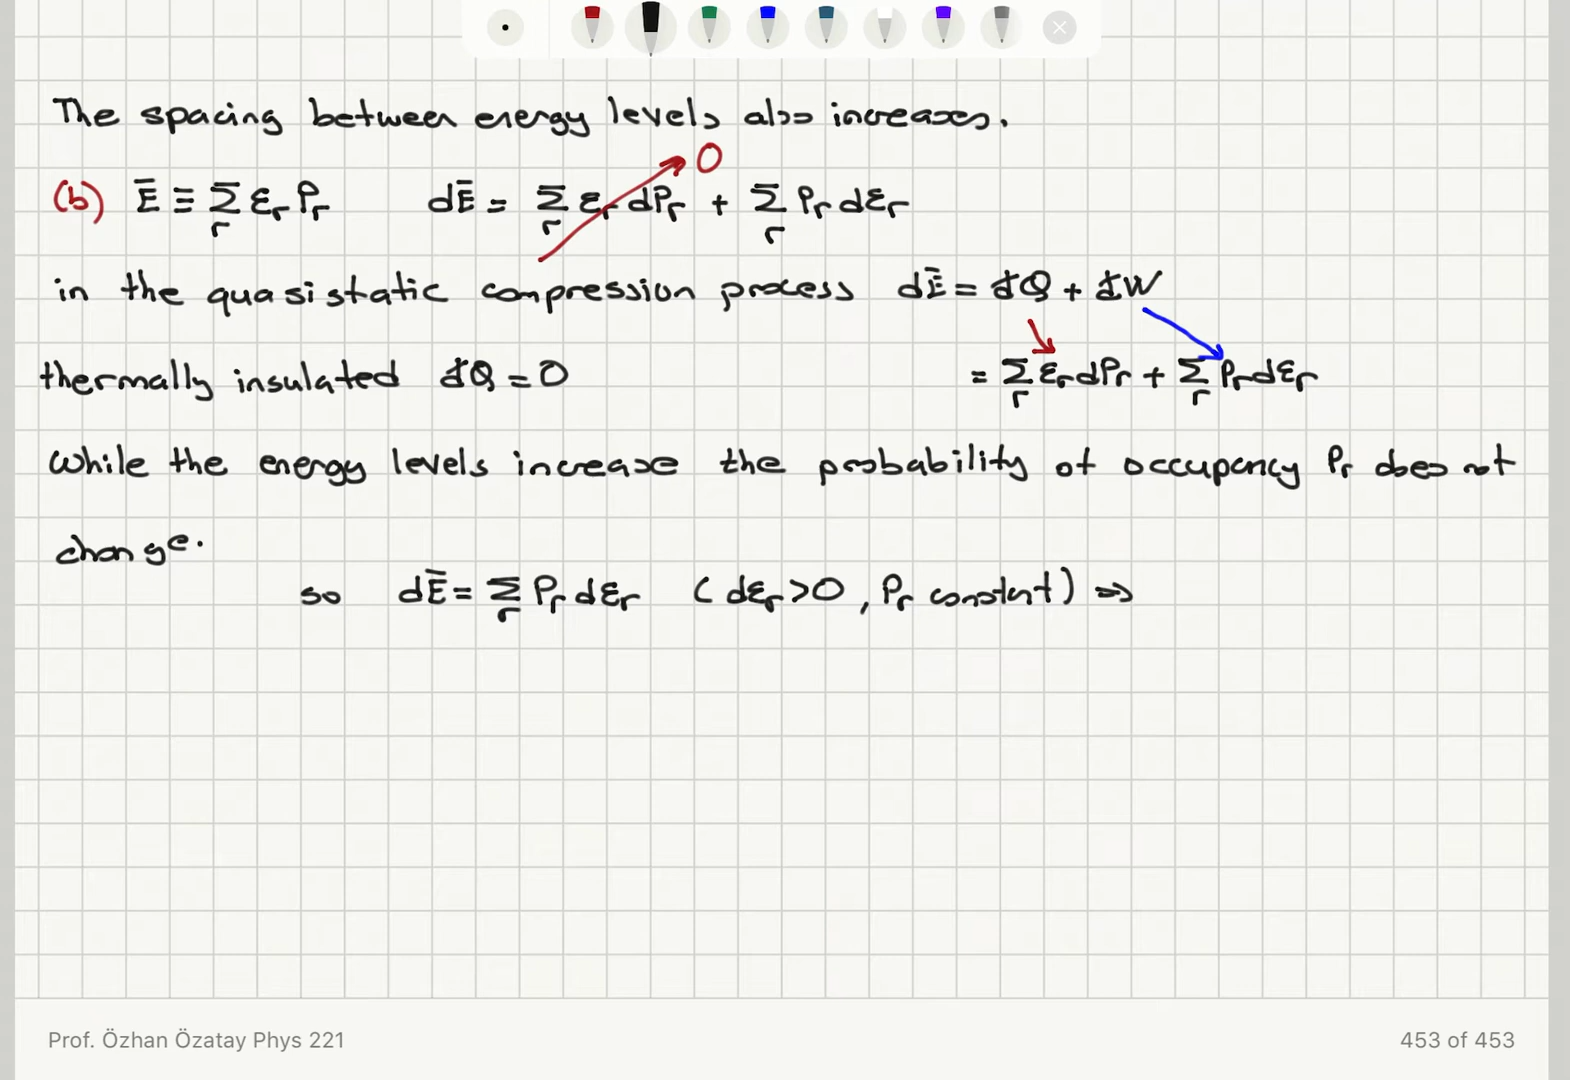 The spacing between energy levels also increases.
(b) Ē ≡ Σ_r ε_r P_r dĒ = Σ_r ε_r dP_r + Σ_r P_r dε_r 0
in the quasistatic compression process dĒ = đQ + đW
thermally insulated đQ = 0 = Σ_r ε_r dP_r + Σ_r P_r dε_r
While the energy levels increase the probability of occupancy P_r does not
change.
so dĒ = Σ_r P_r dε_r (dε_r > 0, P_r constant) ⇒
Prof. Özhan Özatay Phys 221
453 of 453